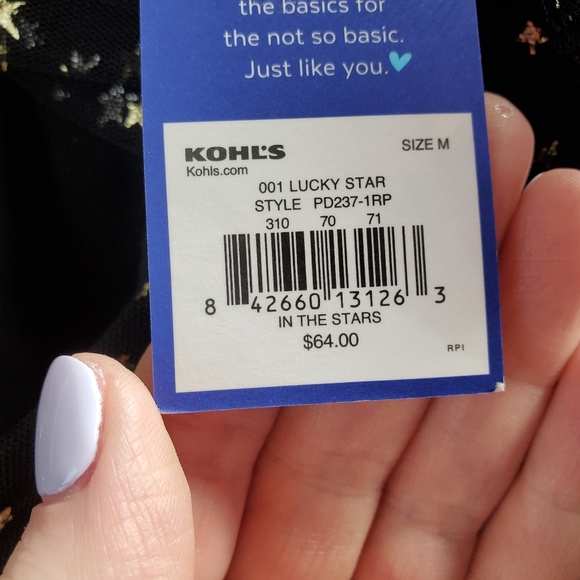 the basics for
the not so basic.
Just like you.
KOHL'S
SIZE M
Kohls.com
001 LUCKY STAR
STYLE PD237-1RP
310 70 71
8 42660 13126 3
IN THE STARS
$64.00
RPI